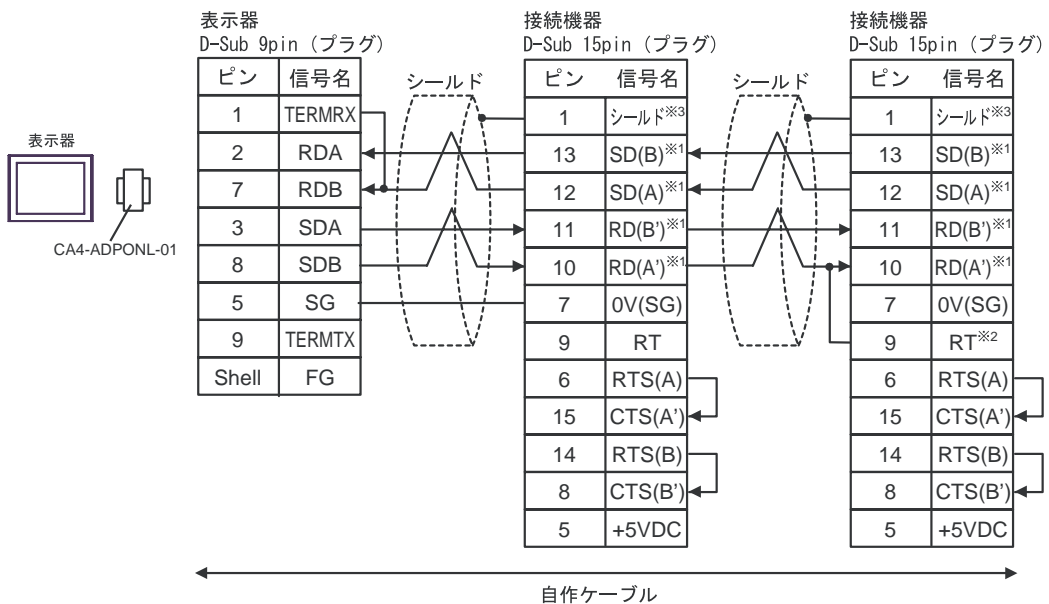 表示器
CA4-ADPONL-01
表示器
D-Sub 9pin (プラグ)
ピン 信号名
1 TERMRX
2 RDA
7 RDB
3 SDA
8 SDB
5 SG
9 TERMTX
Shell FG
シールド
接続機器
D-Sub 15pin (プラグ)
ピン 信号名
1 シールド※3
13 SD(B)※1
12 SD(A)※1
11 RD(B’)※1
10 RD(A’)※1
7 0V(SG)
9 RT
6 RTS(A)
15 CTS(A’)
14 RTS(B)
8 CTS(B’)
5 +5VDC
シールド
接続機器
D-Sub 15pin (プラグ)
ピン 信号名
1 シールド※3
13 SD(B)※1
12 SD(A)※1
11 RD(B’)※1
10 RD(A’)※1
7 0V(SG)
9 RT※2
6 RTS(A)
15 CTS(A’)
14 RTS(B)
8 CTS(B’)
5 +5VDC
自作ケーブル